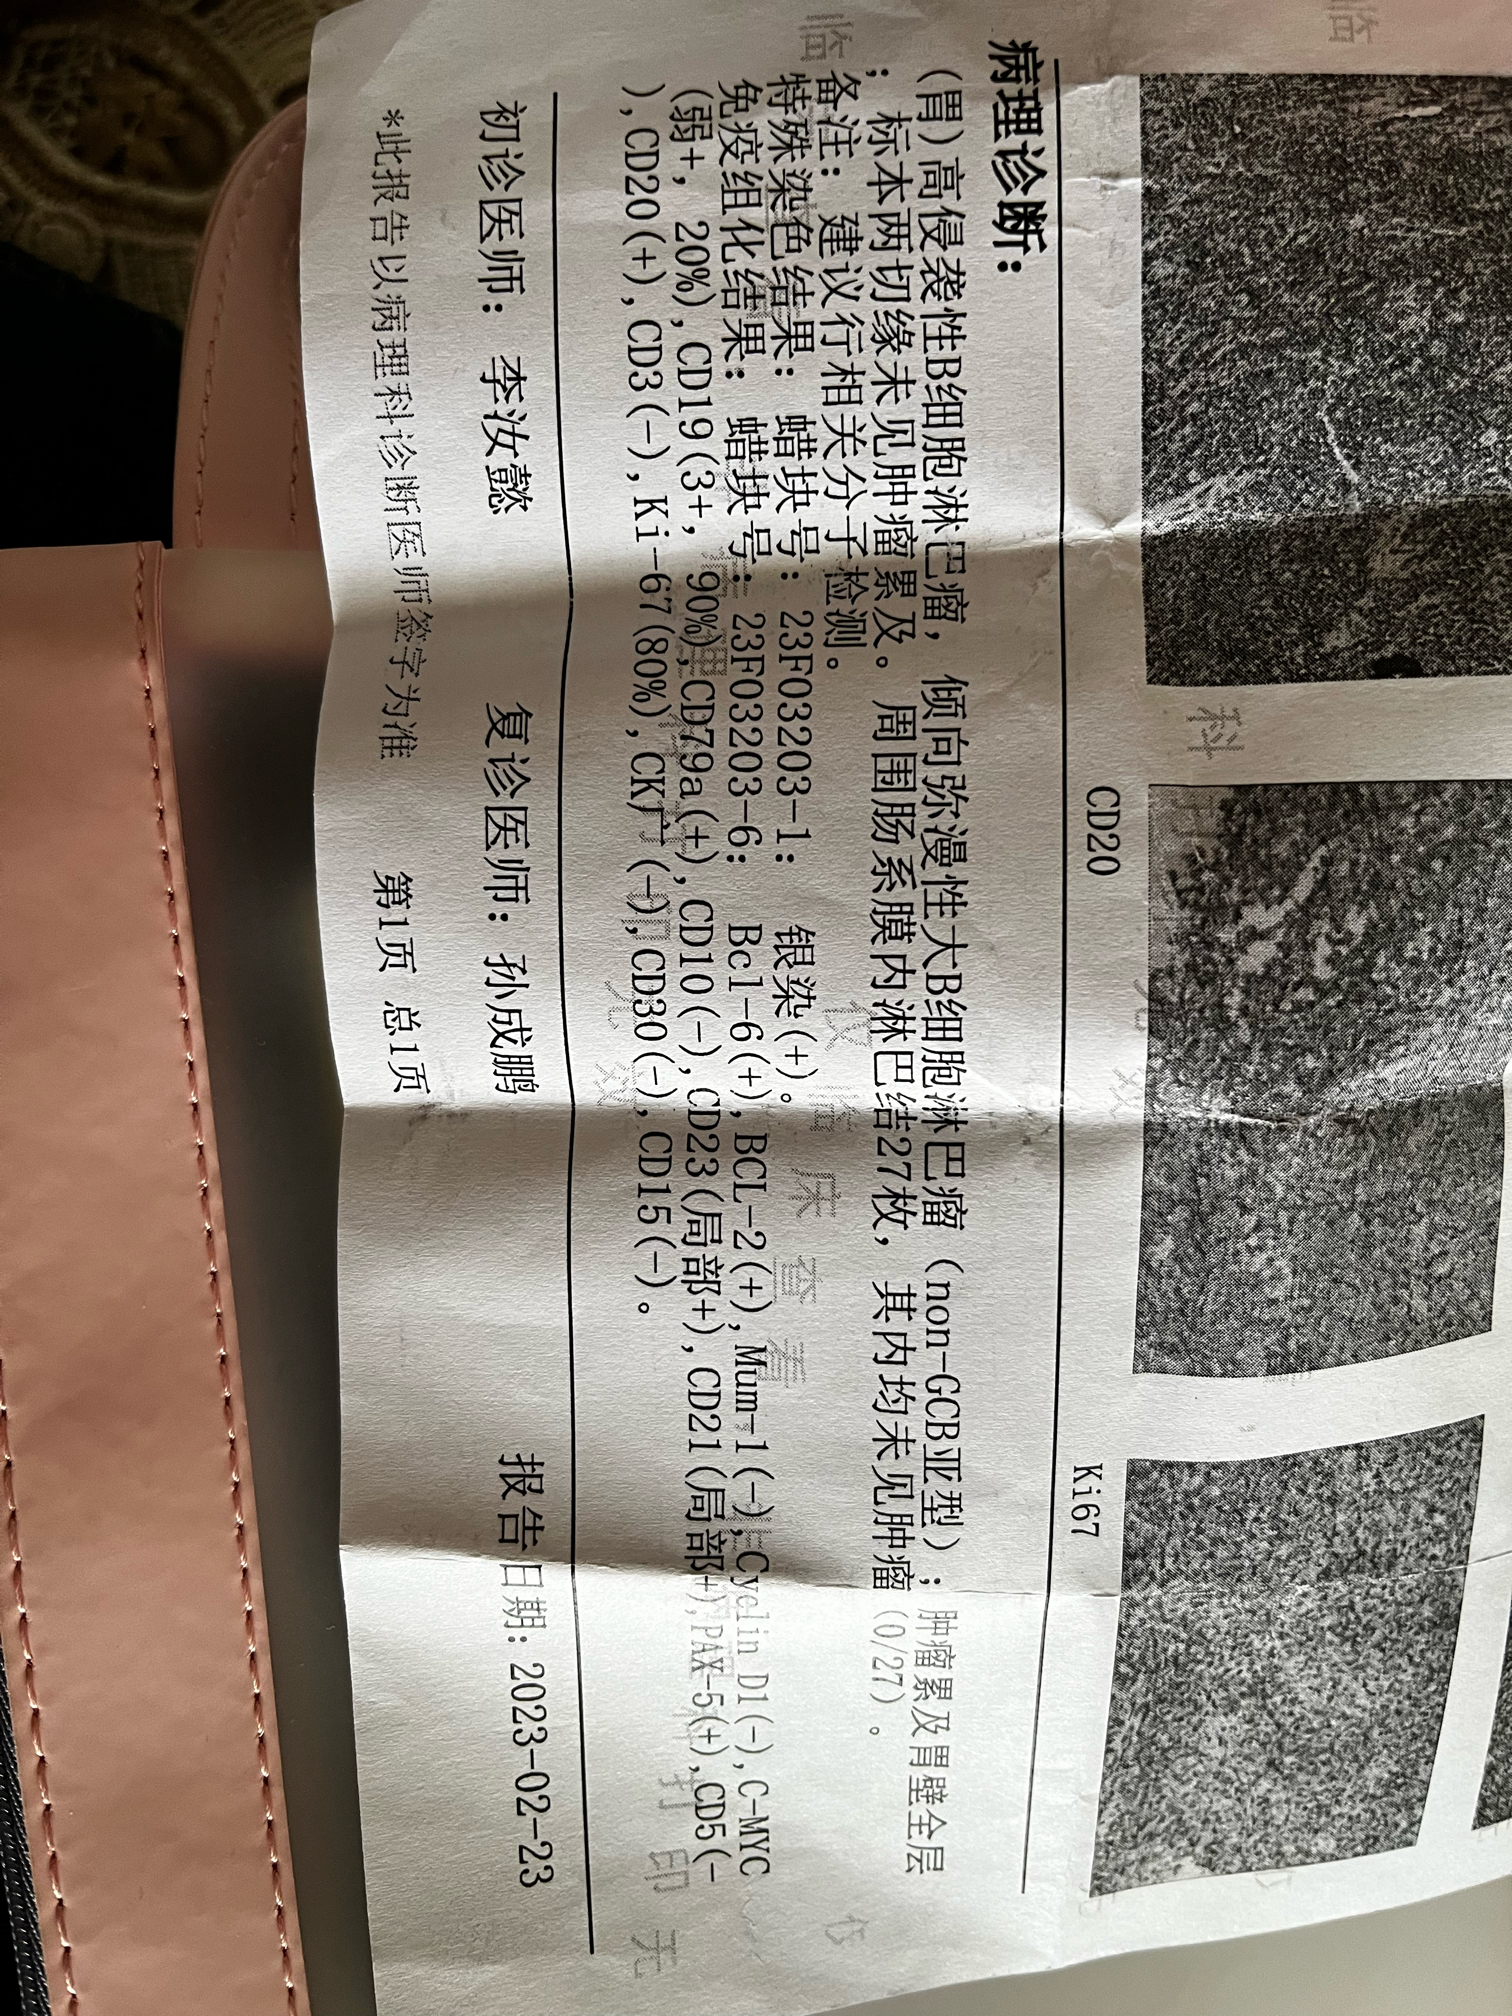 CD20
Ki67
病理诊断：
(胃)高侵袭性B细胞淋巴瘤，倾向弥漫性大B细胞淋巴瘤（non-GCB亚型）；肿瘤累及胃壁全层
；标本两切缘未见肿瘤累及。周围肠系膜内淋巴结27枚，其内均未见肿瘤(0/27)。
备注：建议行相关分子检测。
特殊染色结果：蜡块号：23F03203-1： 银染(+)。
免疫组化结果：蜡块号：23F03203-6： Bcl-6(+),BCL-2(+),Mum-1(-),Cyclin D1(-),C-MYC
(弱+，20%),CD19(3+，90%),CD79a(+),CD10(-),CD23(局部+),CD21(局部+),PAX-5(+),CD5(-
),CD20(+),CD3(-),Ki-67(80%),CK广(-),CD30(-),CD15(-)。
初诊医师：李汝懿 复诊医师：孙成鹏 报告日期：2023-02-23
*此报告以病理科诊断医师签字为准 第1页 总1页